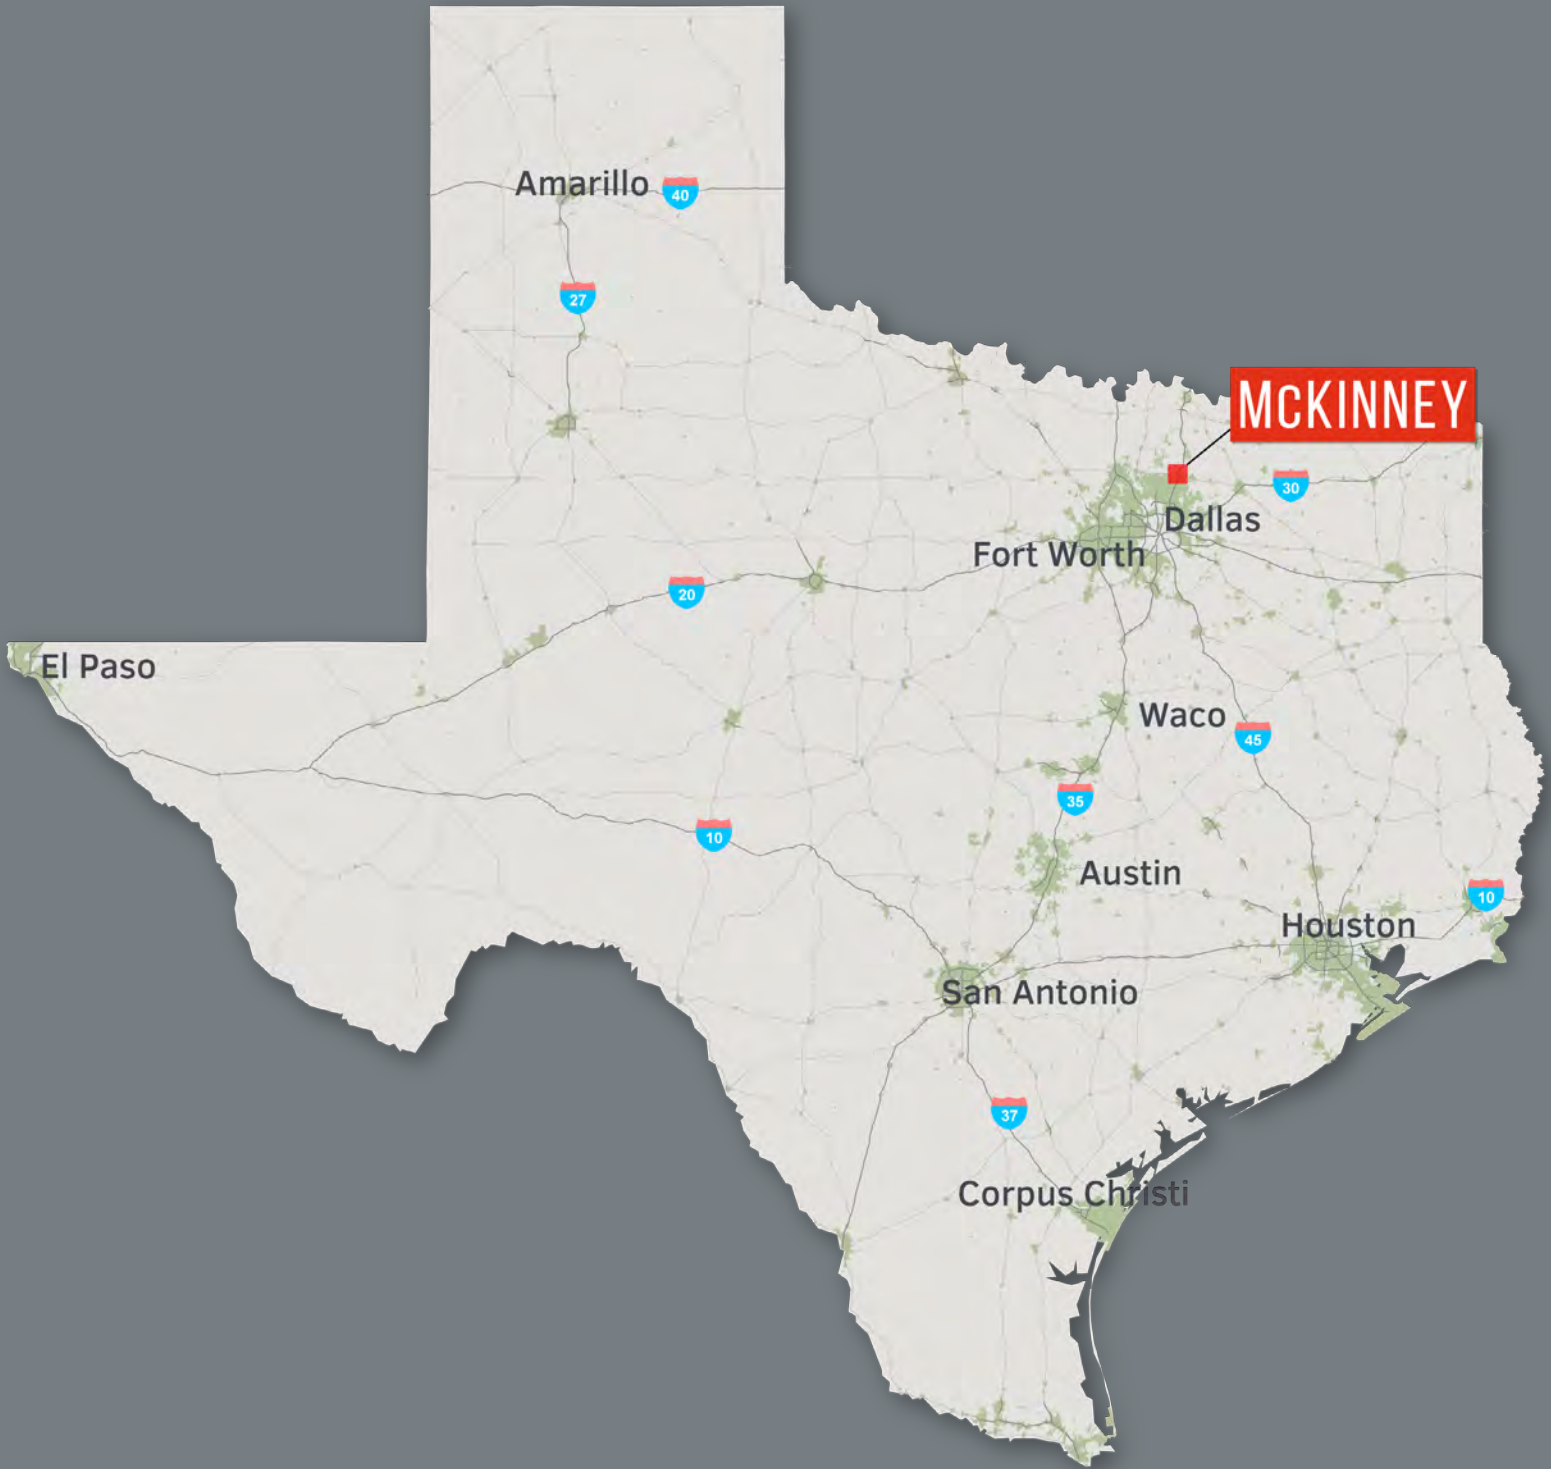 Amarillo
40
27
McKINNEY
30
Dallas
Fort Worth
20
El Paso
Waco
45
35
10
Austin
10
Houston
San Antonio
37
Corpus Christi